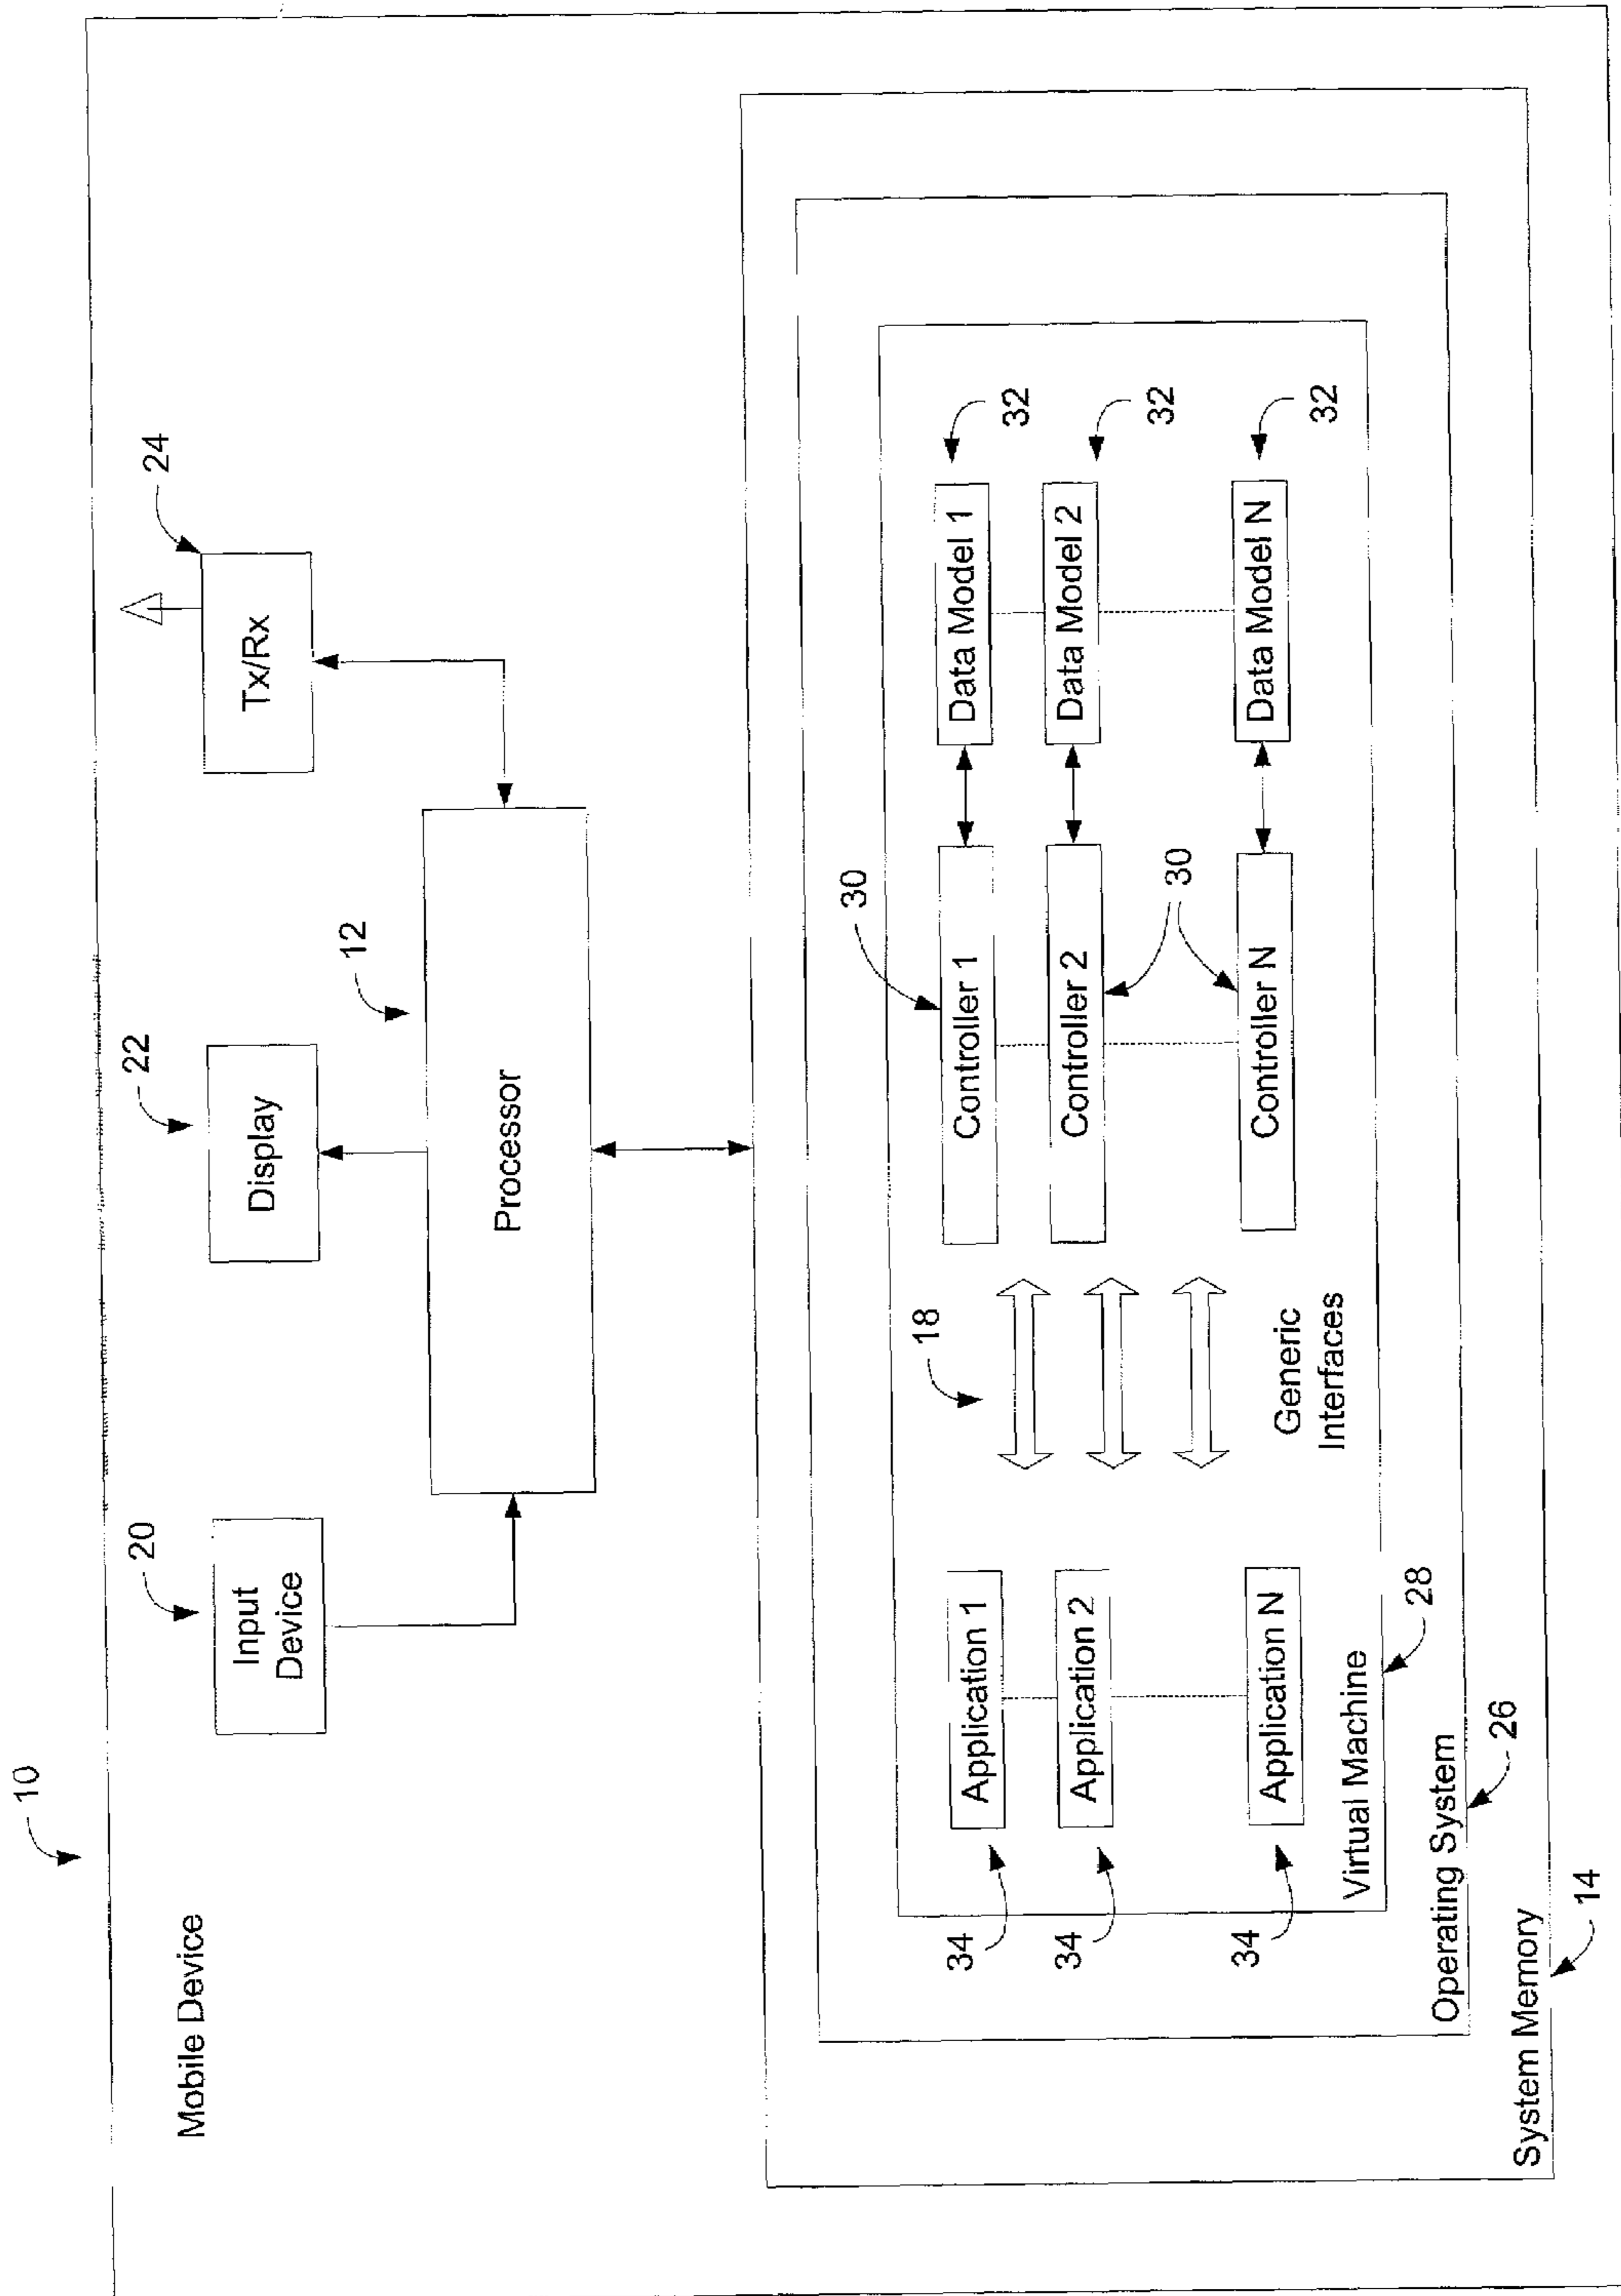 10
Mobile Device
20
22
24
Input
Device
Display
Tx/Rx
12
Processor
18
30
34
Application 1
Controller 1
Data Model 1
32
34
Application 2
Controller 2
Data Model 2
32
30
34
Application N
Controller N
Data Model N
32
Generic
Interfaces
Virtual Machine
28
Operating System
26
System Memory
14